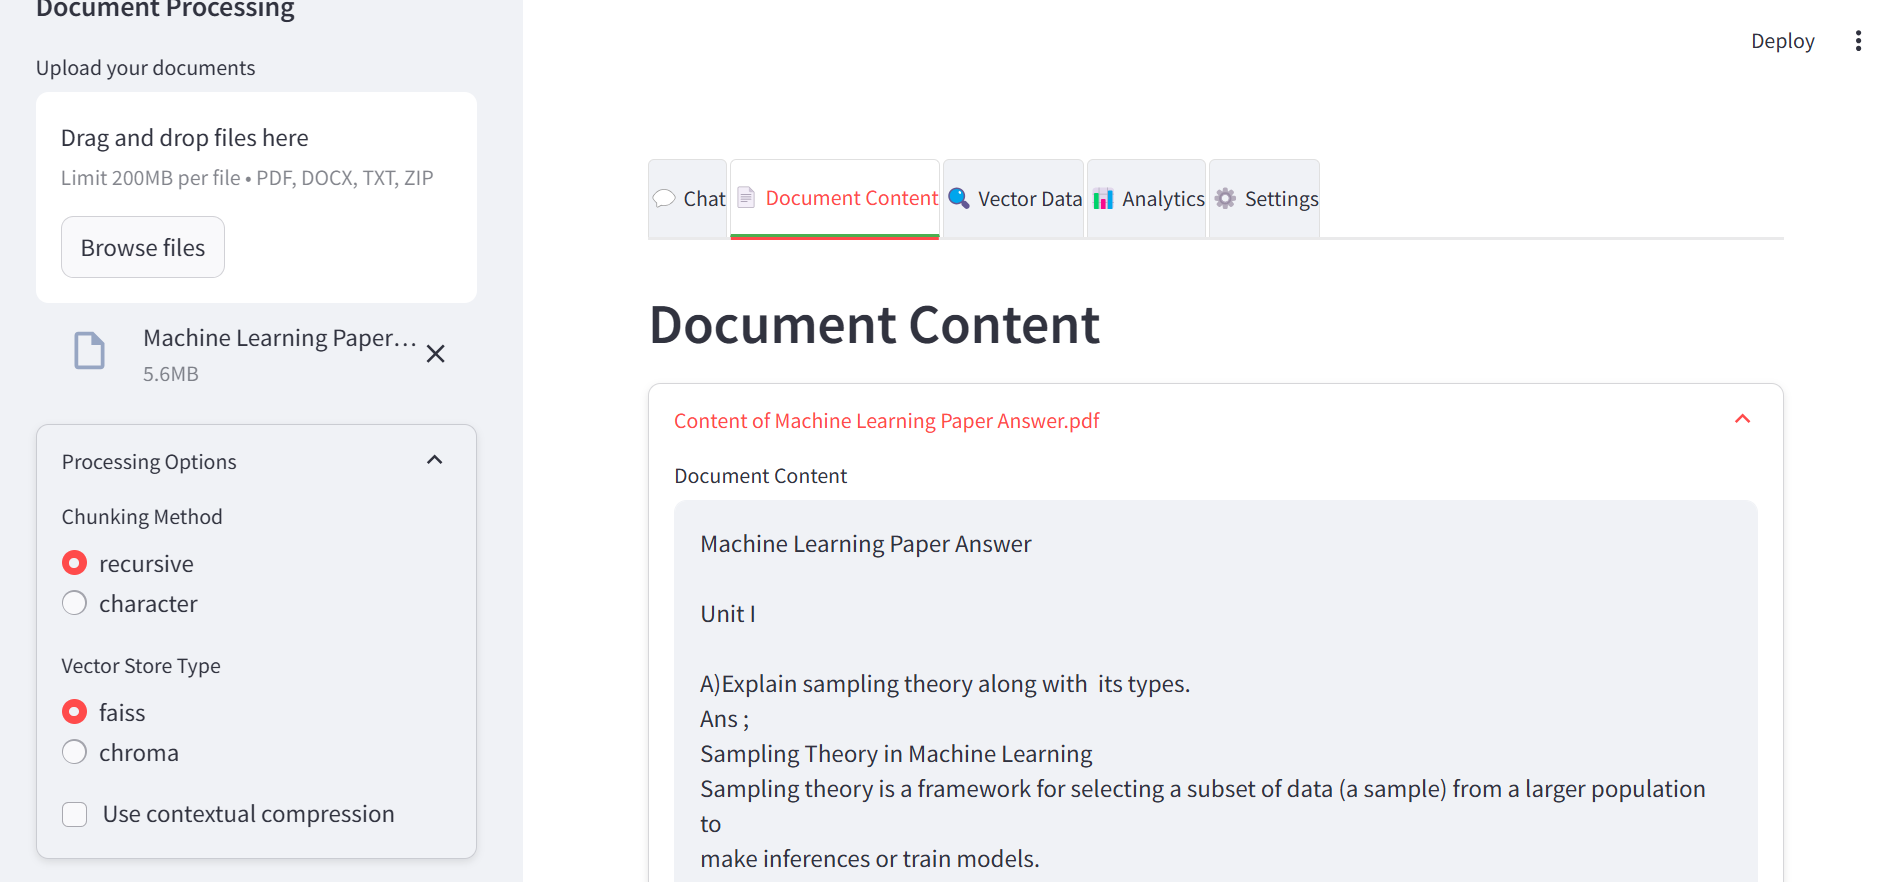 Document Processing
Upload your documents
Drag and drop files here
Limit 200MB per file • PDF, DOCX, TXT, ZIP
Browse files
Machine Learning Paper...
5.6MB
Processing Options
Chunking Method
recursive
character
Vector Store Type
faiss
chroma
Use contextual compression
Deploy
Chat
Document Content
Vector Data
Analytics
Settings
Document Content
Content of Machine Learning Paper Answer.pdf
Document Content
Machine Learning Paper Answer
Unit I
A)Explain sampling theory along with  its types.
Ans ;
Sampling Theory in Machine Learning
Sampling theory is a framework for selecting a subset of data (a sample) from a larger population
to
make inferences or train models.